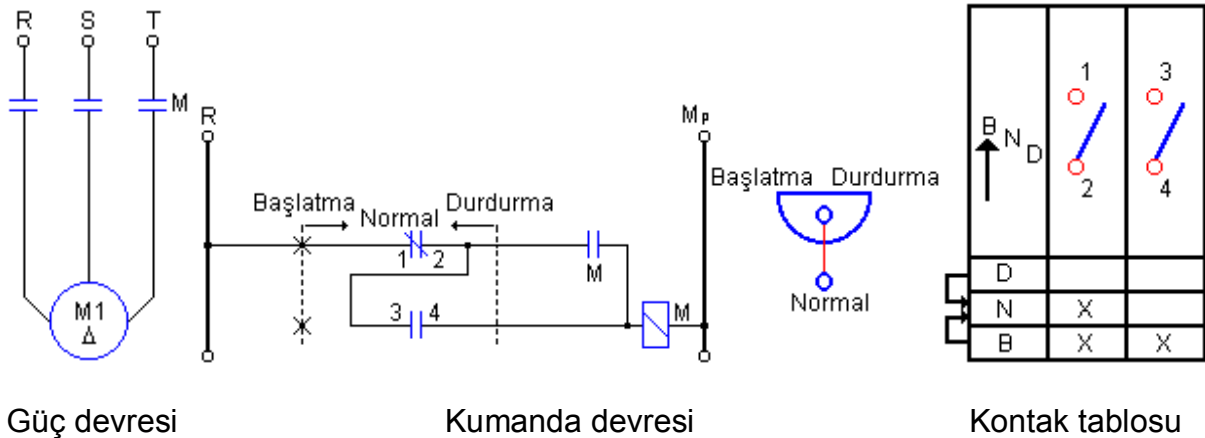 R S T
M
M1
Δ
R
Mp
Başlatma Normal Durdurma
1 2
M
3 4
M
Başlatma Durdurma
Normal
B N D
1 3
2 4
D
N X
B X X
Güç devresi Kumanda devresi Kontak tablosu